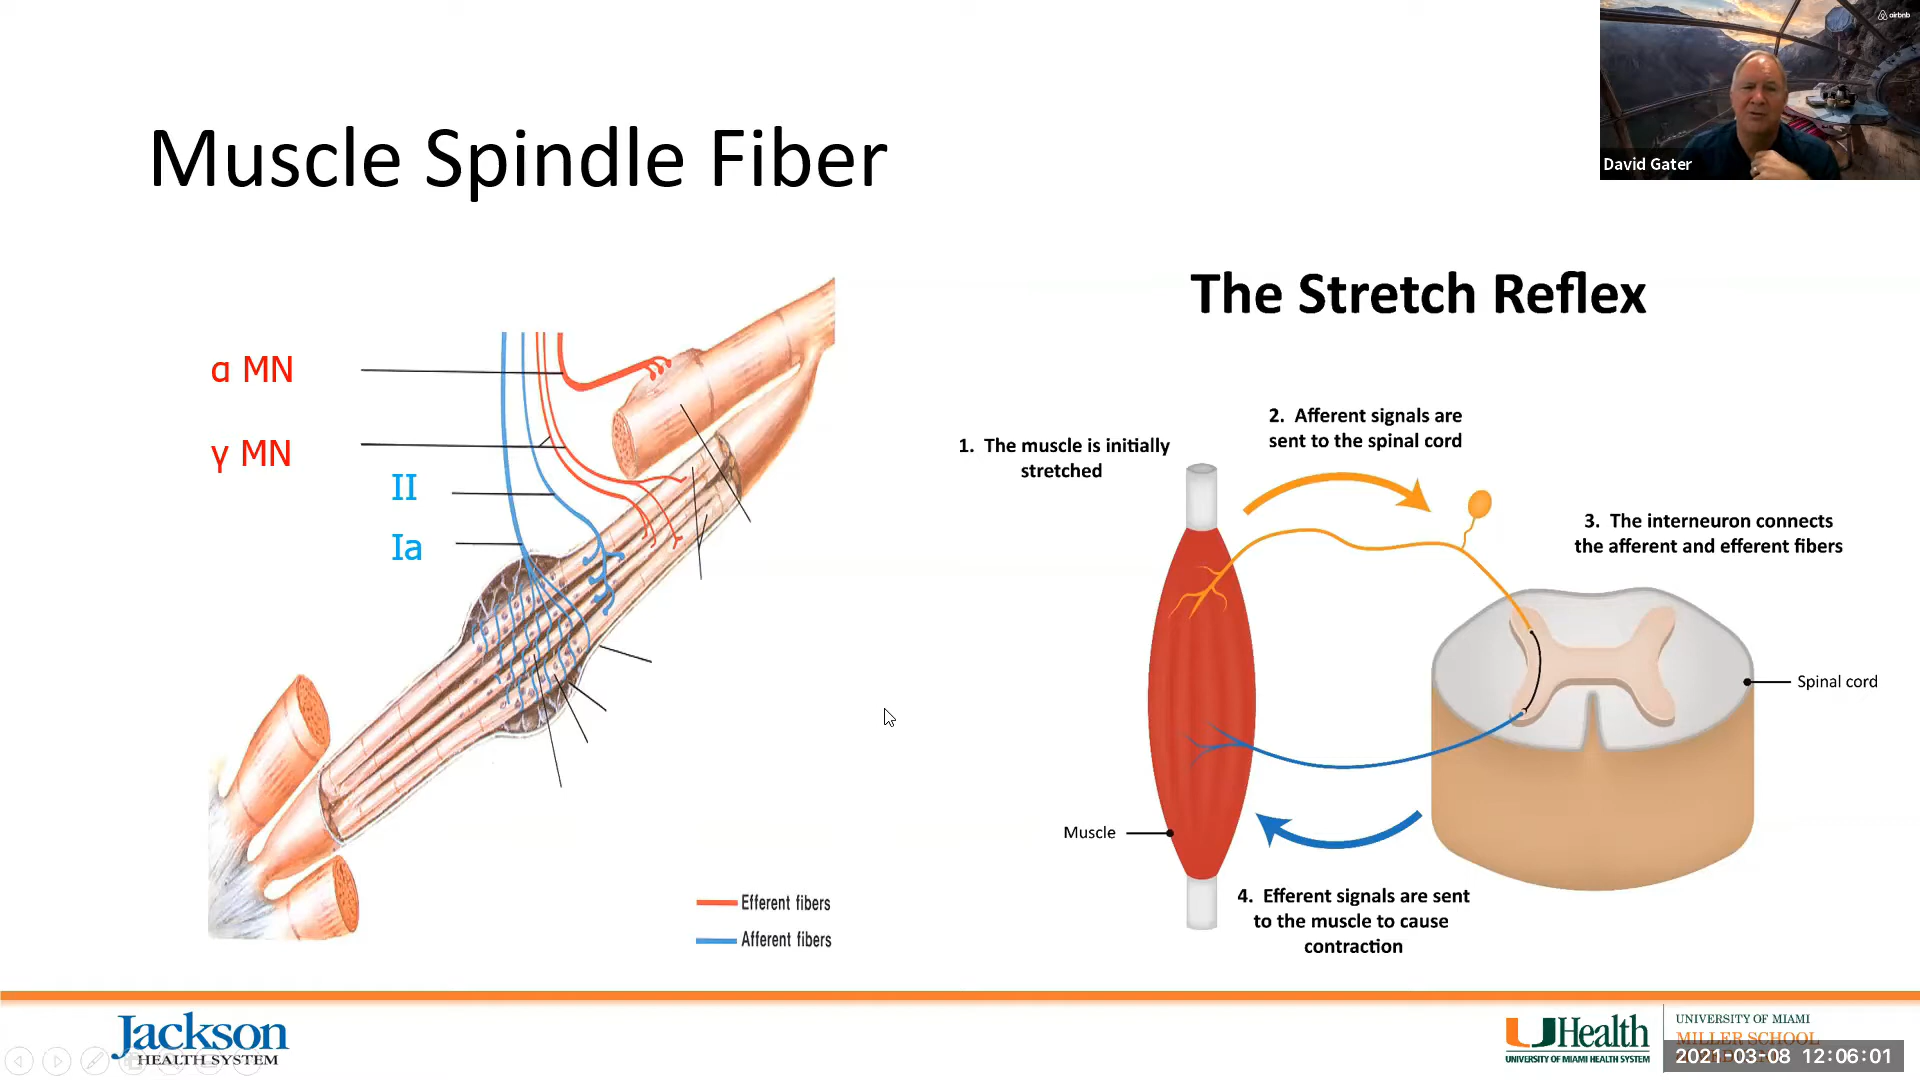 airbnb
David Gater
Muscle Spindle Fiber
α MN
γ MN
II
Ia
Efferent fibers
Afferent fibers
The Stretch Reflex
1. The muscle is initially
stretched
2. Afferent signals are
sent to the spinal cord
3. The interneuron connects
the afferent and efferent fibers
Spinal cord
Muscle
4. Efferent signals are sent
to the muscle to cause
contraction
Jackson
HEALTH SYSTEM
UHealth
UNIVERSITY OF MIAMI HEALTH SYSTEM
UNIVERSITY OF MIAMI
MILLER SCHOOL
2021-03-08 12:06:01